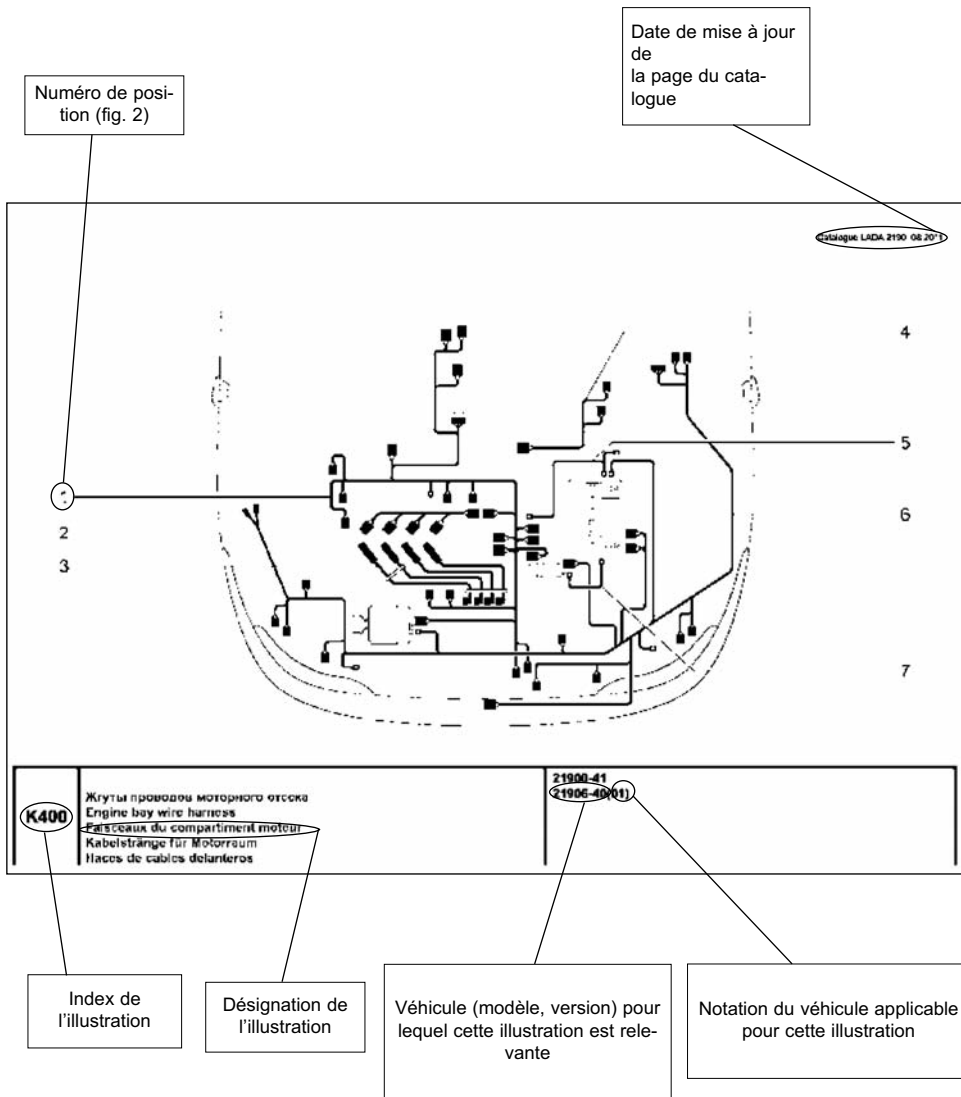 Date de mise à jour
de
la page du cata-
logue
Numéro de posi-
tion (fig. 2)
Catalogue LADA 2190
4
5
1
6
2
3
7
21900-41
21906-40(01)
K400
Жгуты проводов моторного отсека
Engine bay wire harness
Faisceaux du compartiment moteur
Kabelstränge für Motorraum
Haces de cables delanteros
Index de
l'illustration
Désignation de
l'illustration
Véhicule (modèle, version) pour
lequel cette illustration est rele-
vante
Notation du véhicule applicable
pour cette illustration